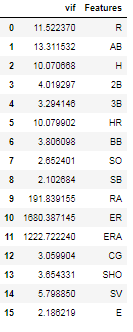 vif Features
0 11.522370 R
1 13.311532 AB
2 10.070668 H
3 4.019297 2B
4 3.294146 3B
5 10.079902 HR
6 3.806098 BB
7 2.652401 SO
8 2.102684 SB
9 191.839155 RA
10 1680.387145 ER
11 1222.722240 ERA
12 3.059904 CG
13 3.654331 SHO
14 5.798850 SV
15 2.186219 E